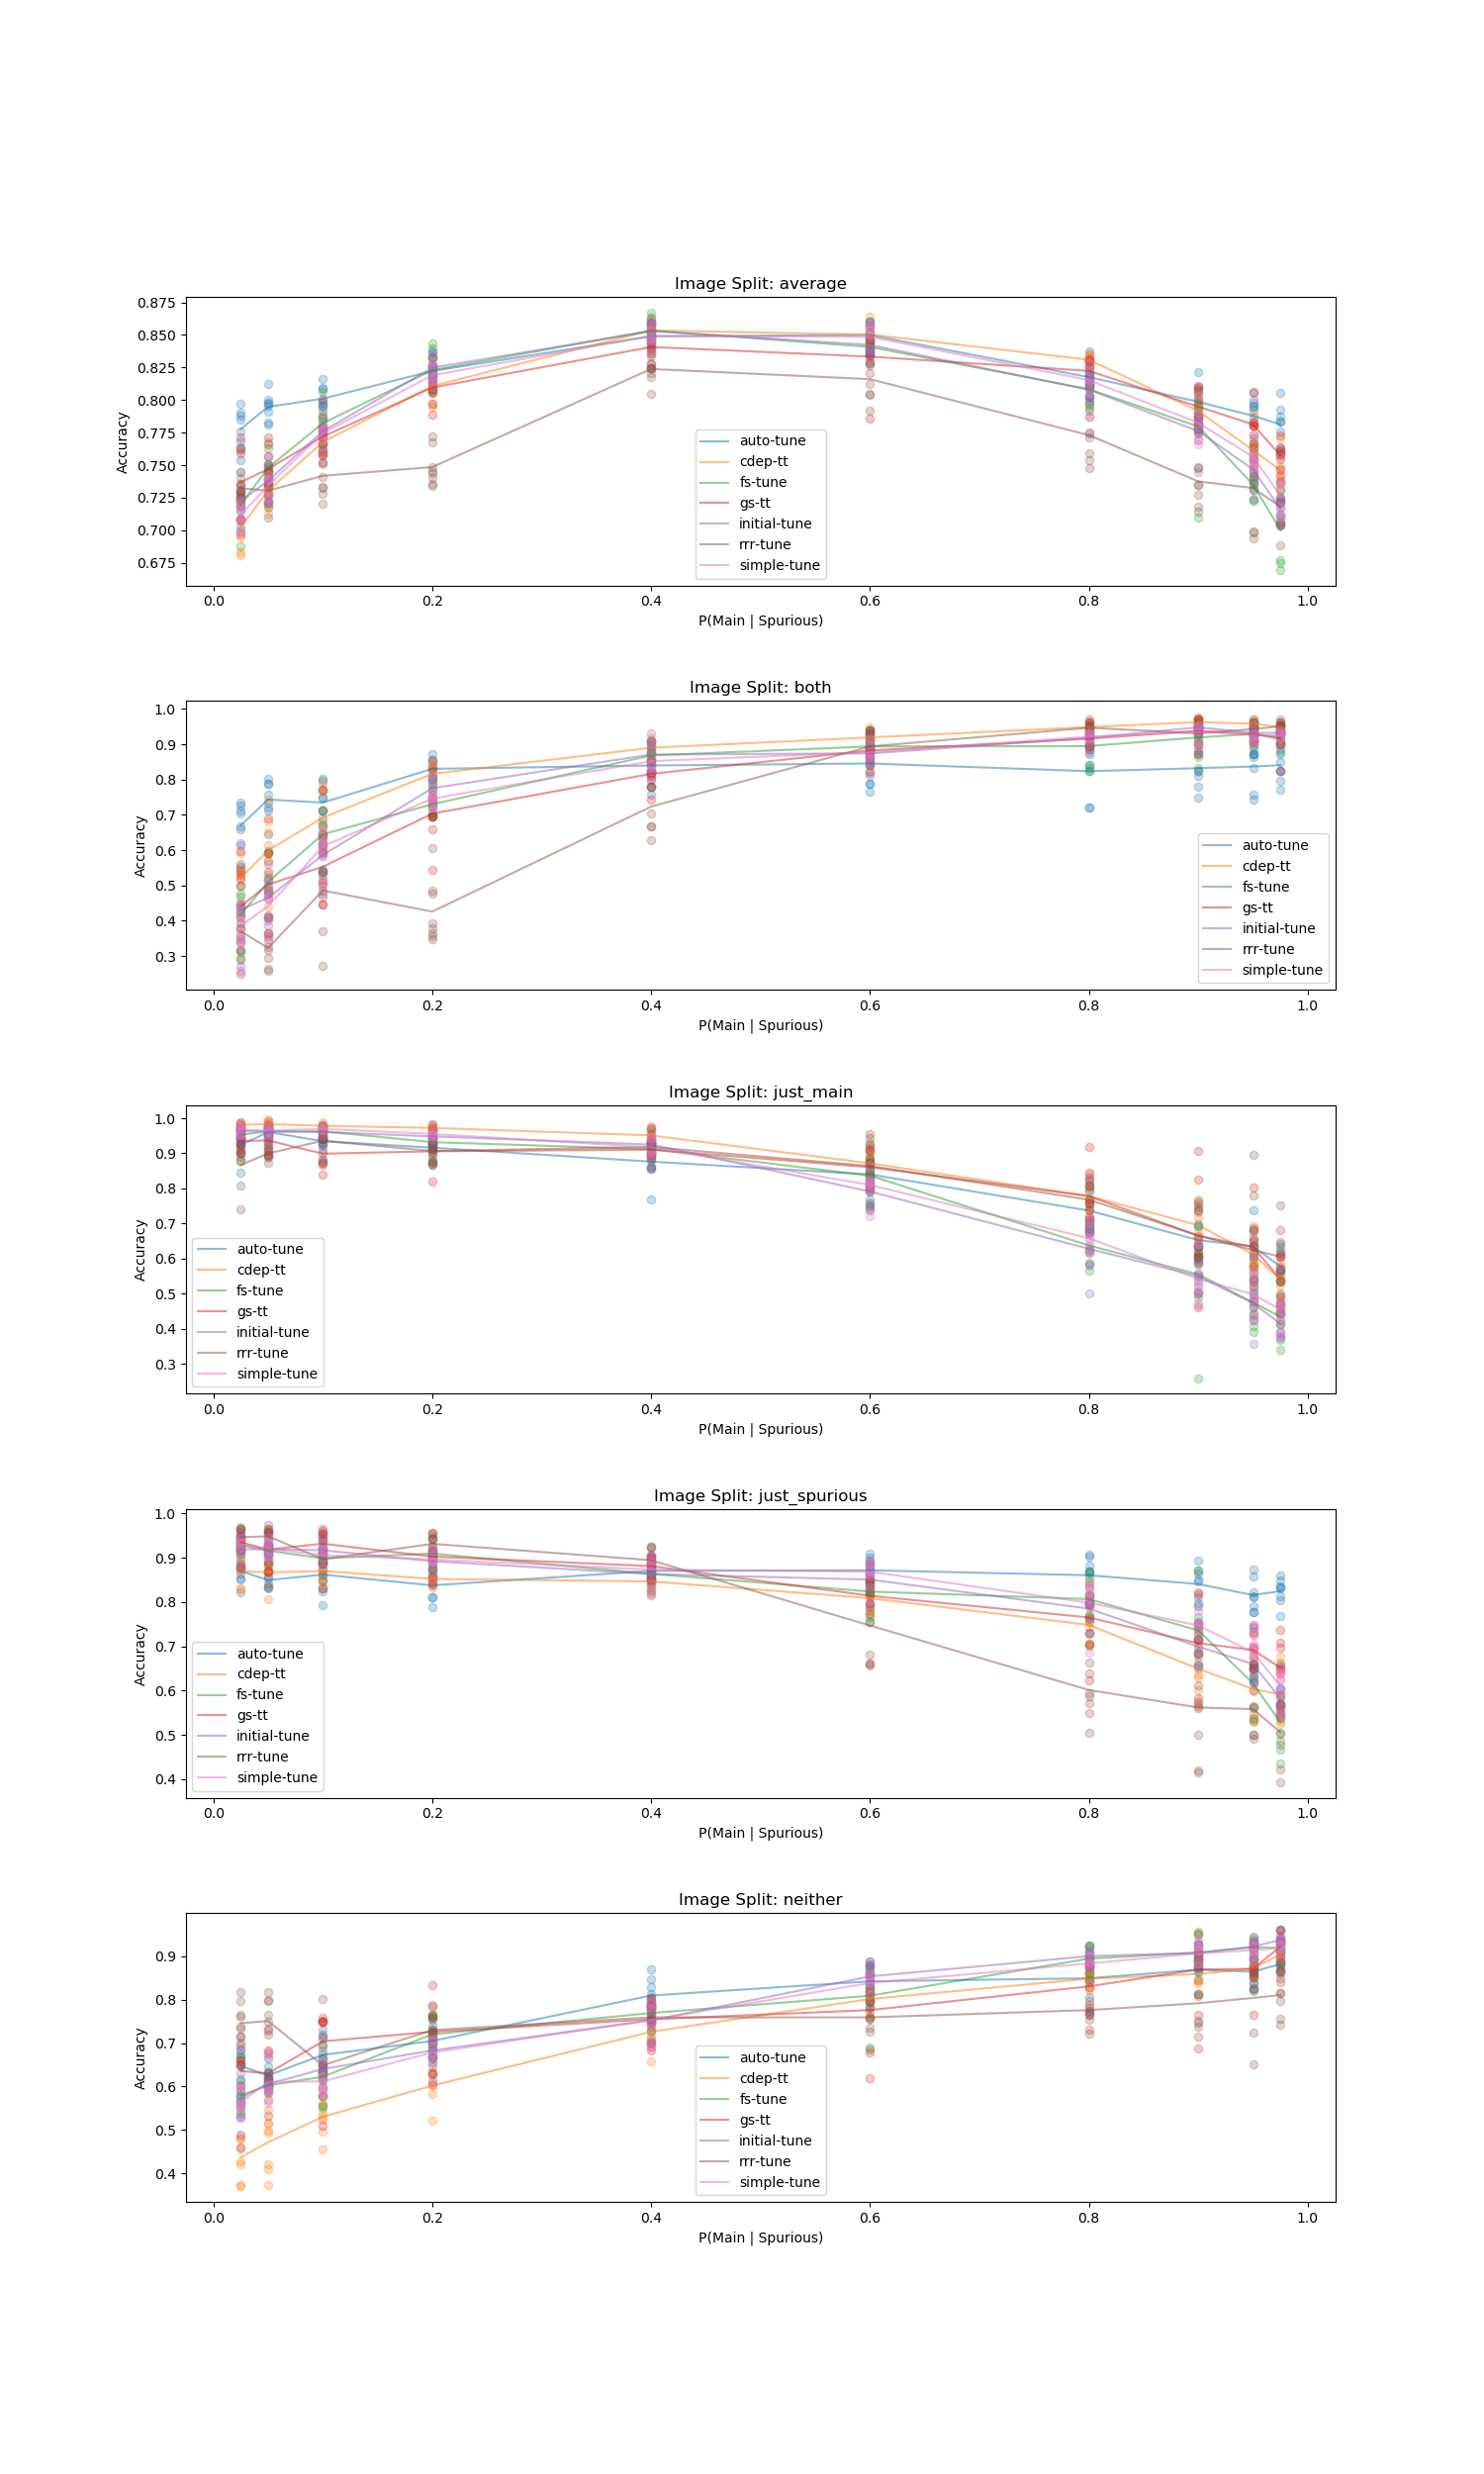 Image Split: average
Accuracy
0.875
0.850
0.825
0.800
0.775
0.750
0.725
0.700
0.675
auto-tune
cdep-tt
fs-tune
gs-tt
initial-tune
rrr-tune
simple-tune
0.0 0.2 0.4 0.6 0.8 1.0
P(Main | Spurious)
Image Split: both
Accuracy
1.0
0.9
0.8
0.7
0.6
0.5
0.4
0.3
auto-tune
cdep-tt
fs-tune
gs-tt
initial-tune
rrr-tune
simple-tune
0.0 0.2 0.4 0.6 0.8 1.0
P(Main | Spurious)
Image Split: just_main
Accuracy
1.0
0.9
0.8
0.7
0.6
0.5
0.4
0.3
auto-tune
cdep-tt
fs-tune
gs-tt
initial-tune
rrr-tune
simple-tune
0.0 0.2 0.4 0.6 0.8 1.0
P(Main | Spurious)
Image Split: just_spurious
Accuracy
1.0
0.9
0.8
0.7
0.6
0.5
0.4
auto-tune
cdep-tt
fs-tune
gs-tt
initial-tune
rrr-tune
simple-tune
0.0 0.2 0.4 0.6 0.8 1.0
P(Main | Spurious)
Image Split: neither
Accuracy
0.9
0.8
0.7
0.6
0.5
0.4
auto-tune
cdep-tt
fs-tune
gs-tt
initial-tune
rrr-tune
simple-tune
0.0 0.2 0.4 0.6 0.8 1.0
P(Main | Spurious)